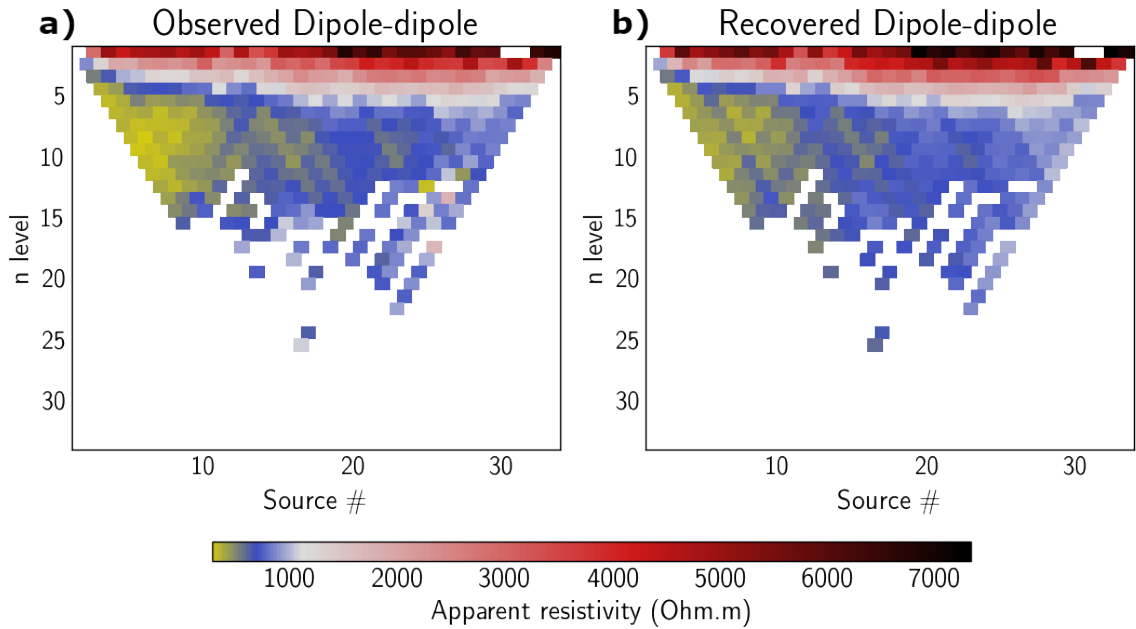 a) Observed Dipole-dipole
b) Recovered Dipole-dipole
n level
5
10
15
20
25
30
10 20 30
Source #
n level
5
10
15
20
25
30
10 20 30
Source #
1000 2000 3000 4000 5000 6000 7000
Apparent resistivity (Ohm.m)